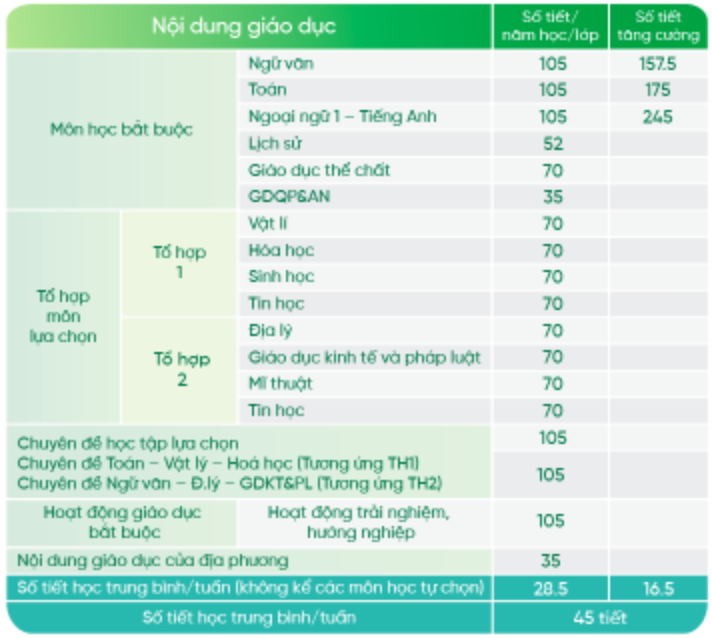 Nội dung giáo dục
Số tiết/
năm học/lớp
Số tiết
tăng cường
Môn học bắt buộc
Ngữ văn 105 157.5
Toán 105 175
Ngoại ngữ 1 – Tiếng Anh 105 245
Lịch sử 52
Giáo dục thể chất 70
GDQP&AN 35
Tổ hợp
môn
lựa chọn
Tổ hợp
1
Vật lí 70
Hóa học 70
Sinh học 70
Tin học 70
Tổ hợp
2
Địa lý 70
Giáo dục kinh tế và pháp luật 70
Mĩ thuật 70
Tin học 70
Chuyên đề học tập lựa chọn 105
Chuyên đề Toán – Vật lý – Hoá học (Tương ứng TH1)
Chuyên đề Ngữ văn – Đ.lý – GDKT&PL (Tương ứng TH2)
105
Hoạt động giáo dục
bắt buộc
Hoạt động trải nghiệm,
hướng nghiệp
105
Nội dung giáo dục của địa phương 35
Số tiết học trung bình/tuần (không kể các môn học tự chọn) 28.5 16.5
Số tiết học trung bình/tuần 45 tiết